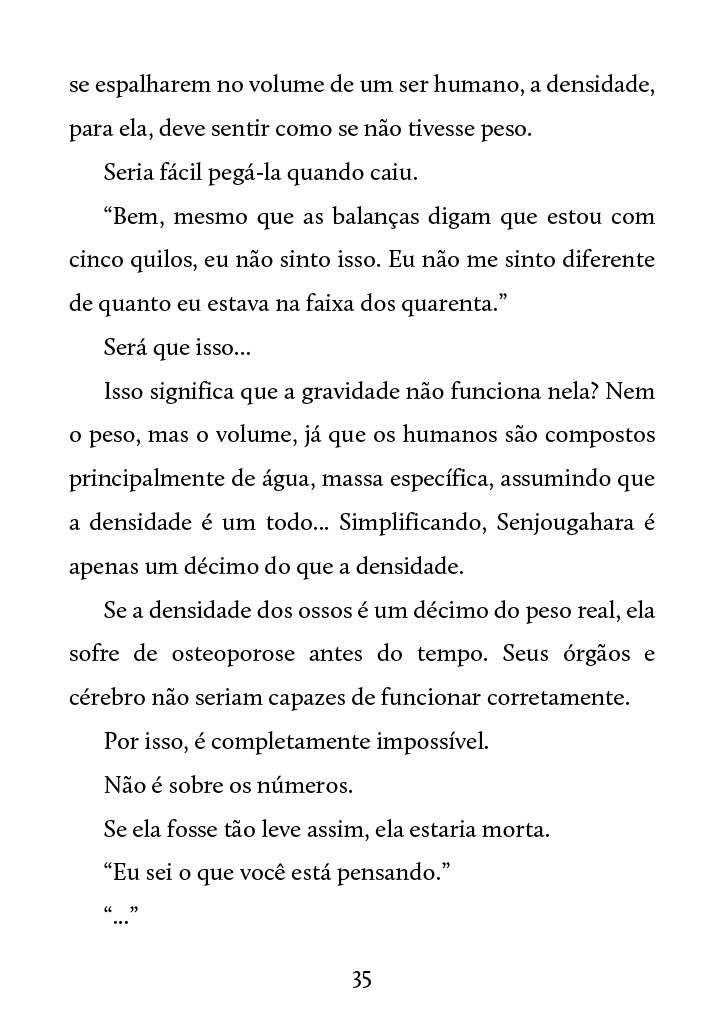 se espalharem no volume de um ser humano, a densidade,
para ela, deve sentir como se não tivesse peso.
Seria fácil pegá-la quando caiu.
“Bem, mesmo que as balanças digam que estou com
cinco quilos, eu não sinto isso. Eu não me sinto diferente
de quanto eu estava na faixa dos quarenta.”
Será que isso...
Isso significa que a gravidade não funciona nela? Nem
o peso, mas o volume, já que os humanos são compostos
principalmente de água, massa específica, assumindo que
a densidade é um todo... Simplificando, Senjougahara é
apenas um décimo do que a densidade.
Se a densidade dos ossos é um décimo do peso real, ela
sofre de osteoporose antes do tempo. Seus órgãos e
cérebro não seriam capazes de funcionar corretamente.
Por isso, é completamente impossível.
Não é sobre os números.
Se ela fosse tão leve assim, ela estaria morta.
“Eu sei o que você está pensando.”
“...”
35